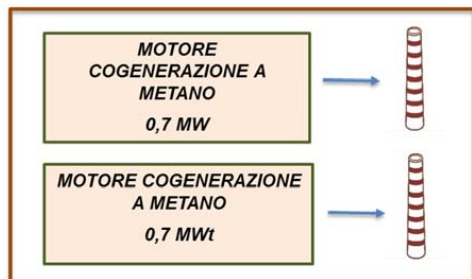 MOTORE
COGENERAZIONE A
METANO
0,7 MW
MOTORE COGENERAZIONE
A METANO
0,7 MWt